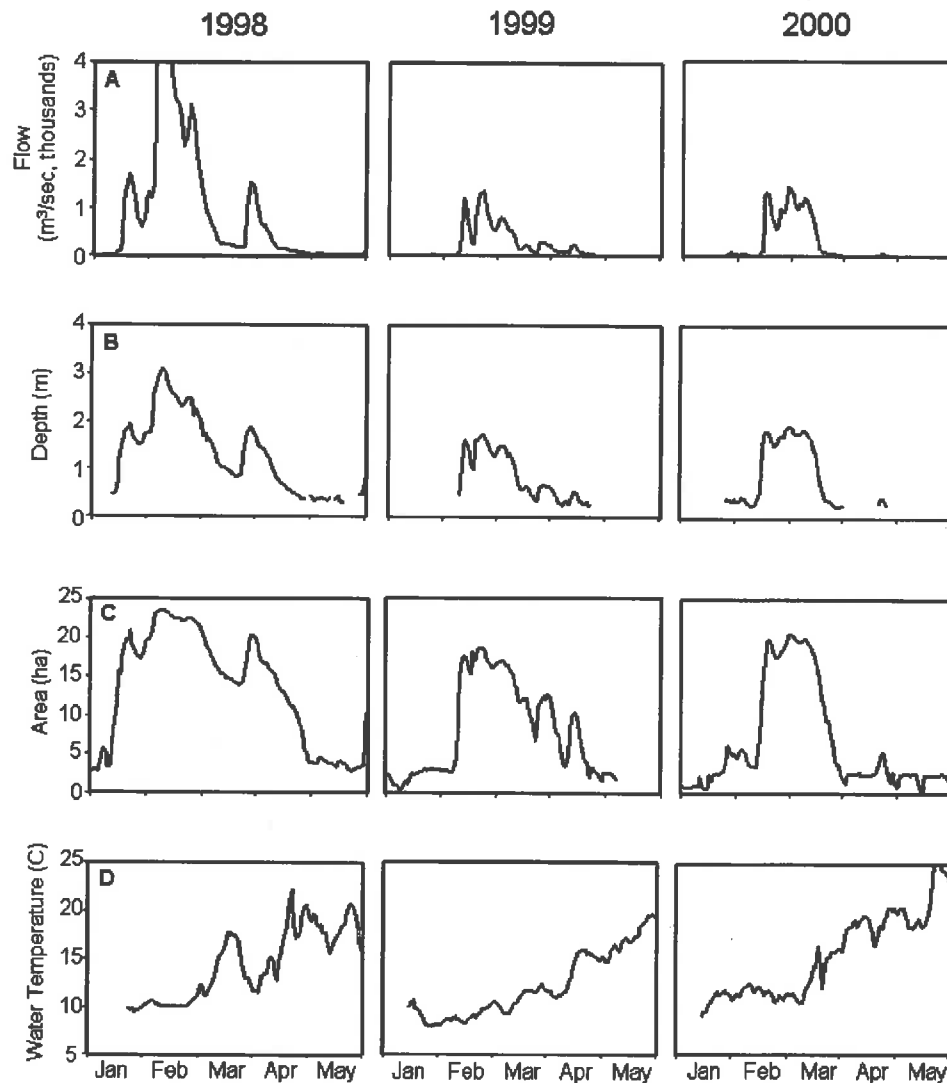 1998 1999 2000
A
Flow
(m³/sec, thousands)
4
3
2
1
0
B
Depth (m)
4
3
2
1
0
C
Area (ha)
25
20
15
10
5
0
D
Water Temperature (C)
25
20
15
10
5
Jan Feb Mar Apr May Jan Feb Mar Apr May Jan Feb Mar Apr May